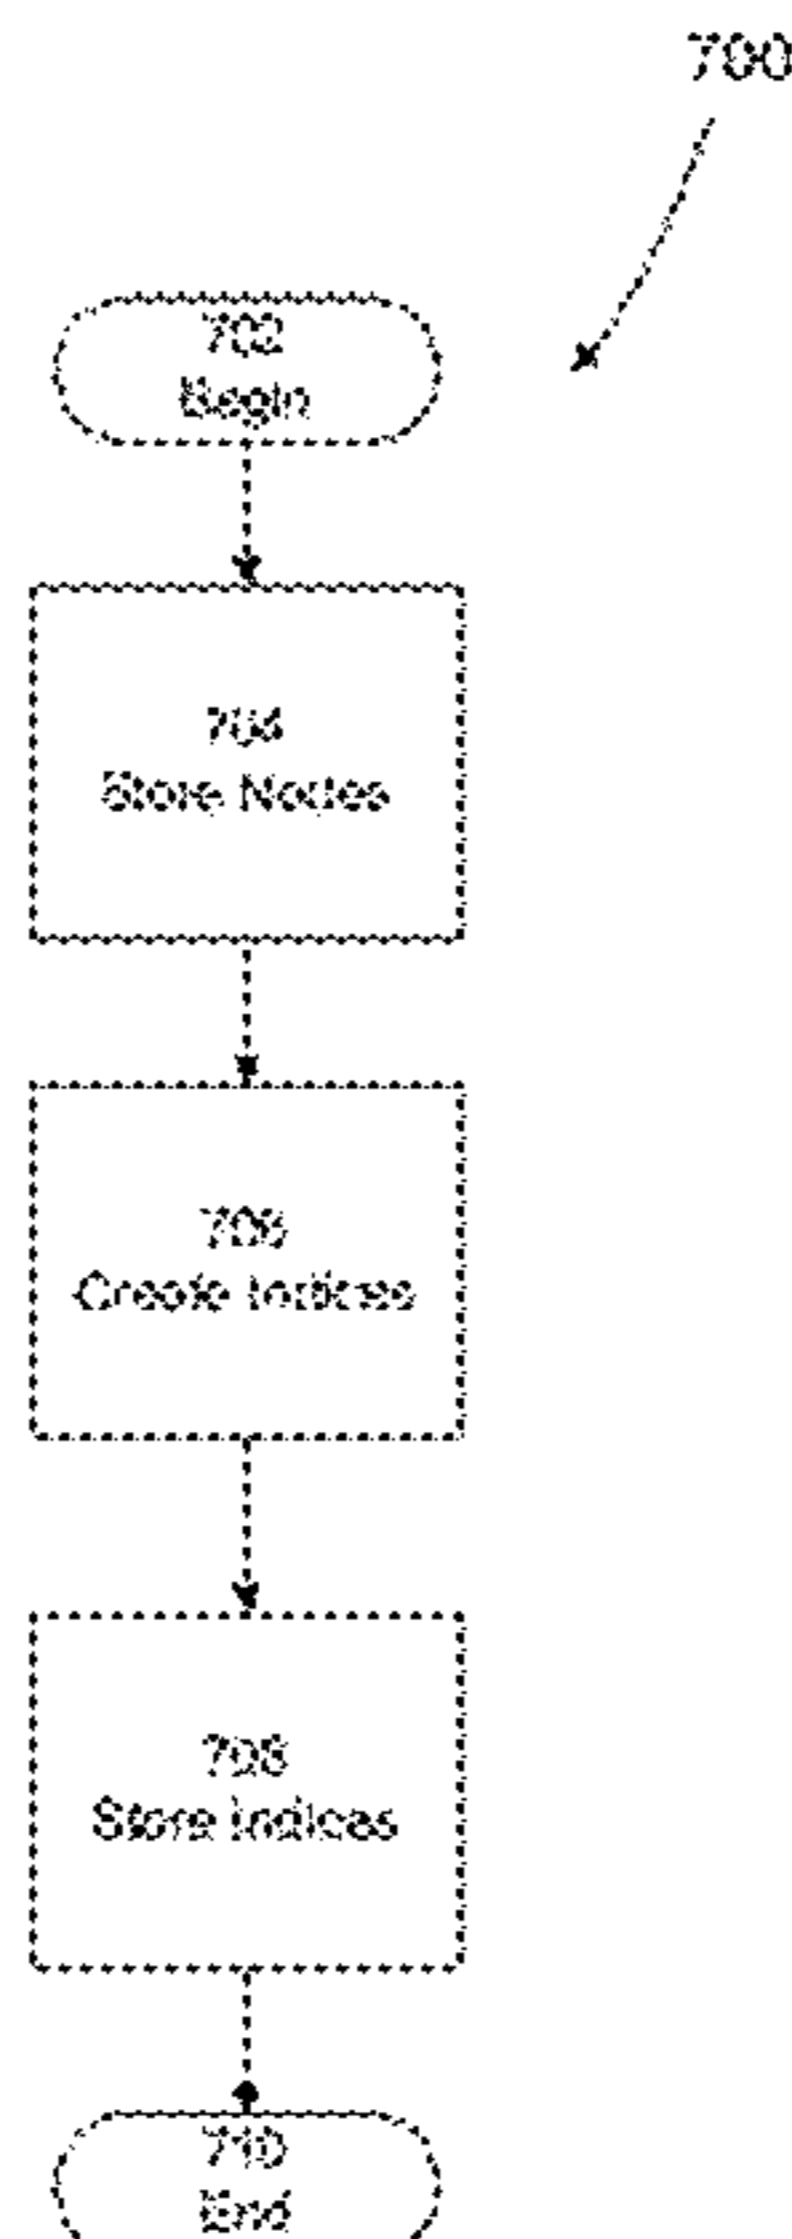 700
702
Begin
704
Store Nodes
706
Create Indices
708
Store Indices
710
End